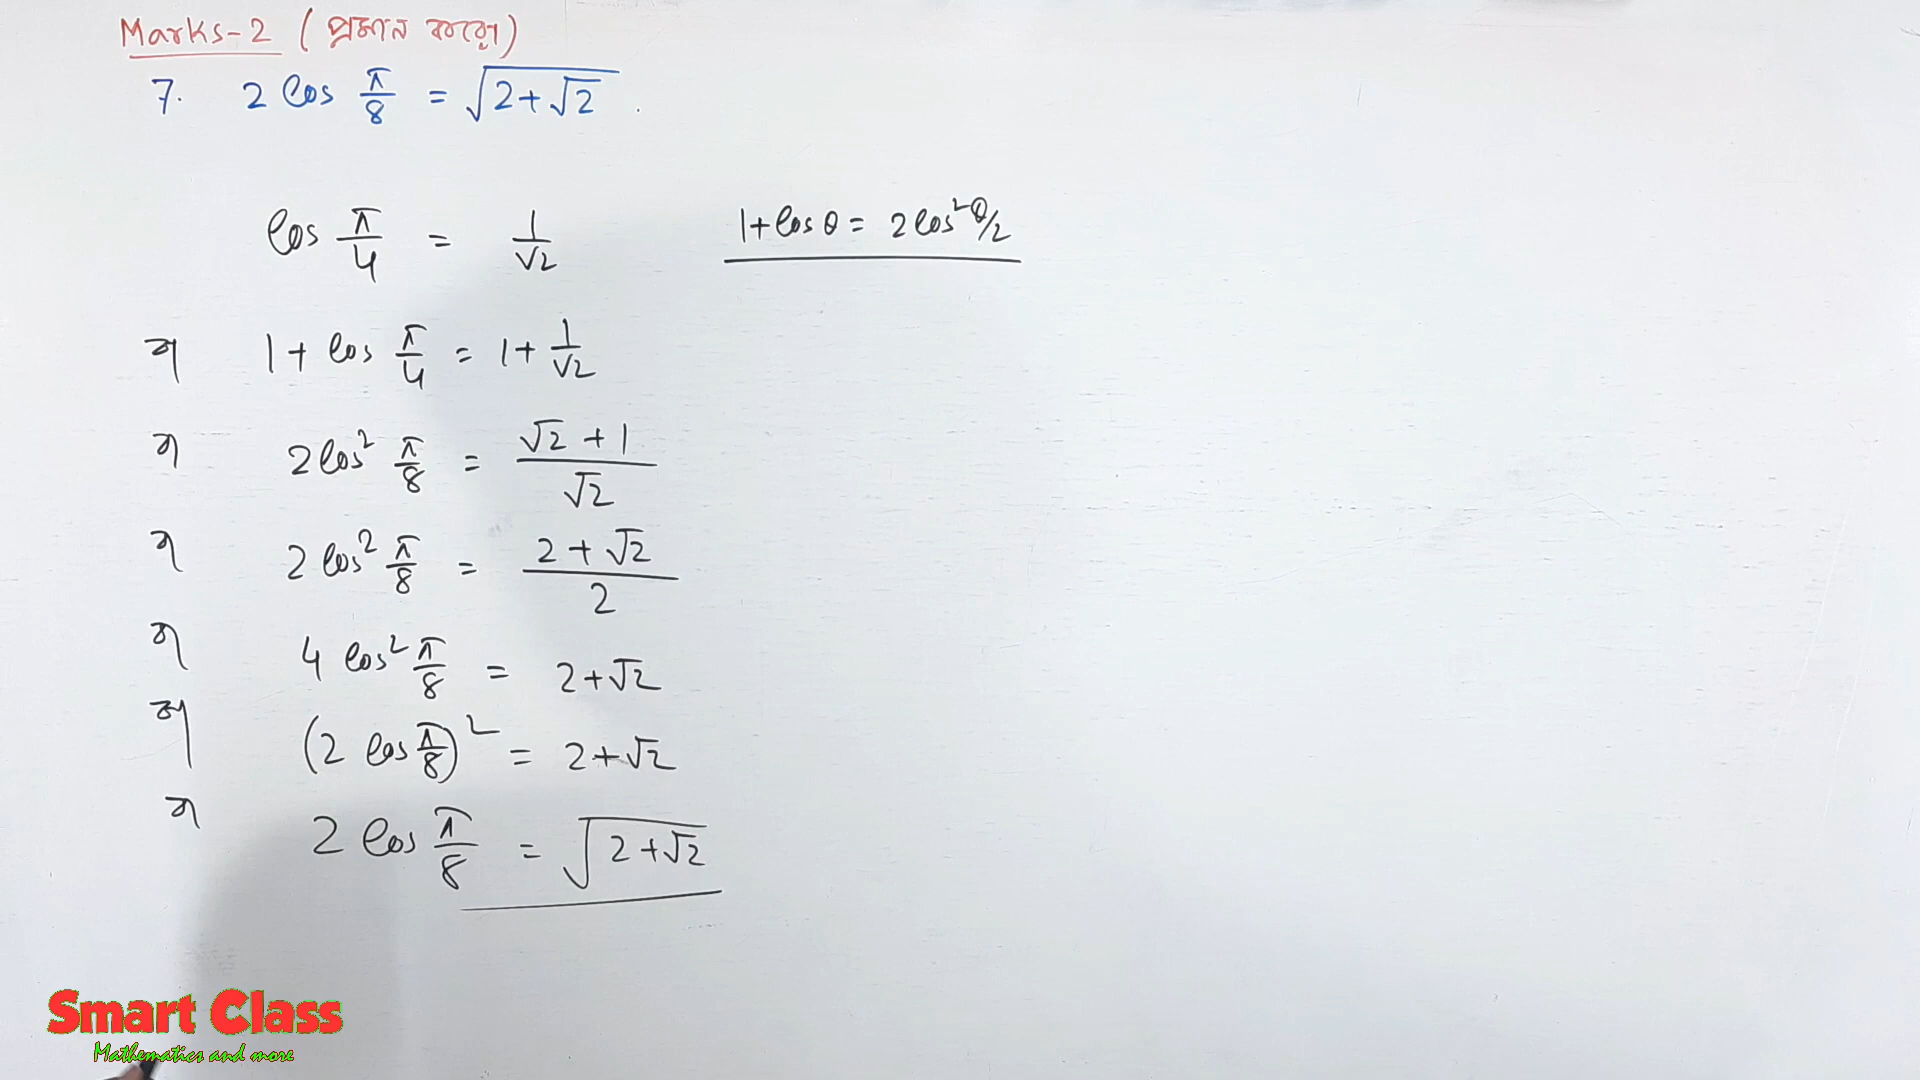 Marks-2 (প্রমান করো)
7. 2 cos π/8 = √(2+√2) .
cos π/4 = 1/√2
1+cos θ = 2cos² θ/2
বা 1+ cos π/4 = 1+ 1/√2
বা 2cos² π/8 = (√2 + 1)/√2
বা 2 cos² π/8 = (2 + √2)/2
বা 4 cos² π/8 = 2+√2
বা (2 cos π/8)² = 2+√2
বা 2 cos π/8 = √(2+√2)
Smart Class
Mathematics and more